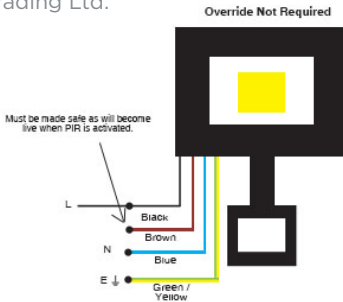 rading Ltd.
Override Not Required
Must be made safe as will become
live when PIR is activated.
L
Black
Brown
N
Blue
E
Green /
Yellow